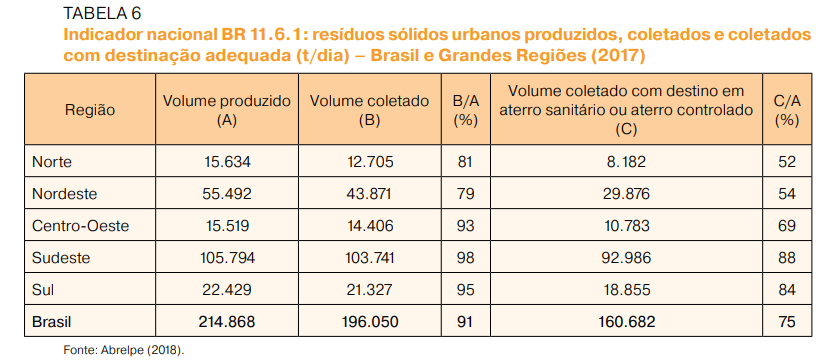 TABELA 6
Indicador nacional BR 11.6.1: resíduos sólidos urbanos produzidos, coletados e coletados
com destinação adequada (t/dia) – Brasil e Grandes Regiões (2017)
Região Volume produzido (A) Volume coletado (B) B/A (%) Volume coletado com destino em aterro sanitário ou aterro controlado (C) C/A (%)
Norte 15.634 12.705 81 8.182 52
Nordeste 55.492 43.871 79 29.876 54
Centro-Oeste 15.519 14.406 93 10.783 69
Sudeste 105.794 103.741 98 92.986 88
Sul 22.429 21.327 95 18.855 84
Brasil 214.868 196.050 91 160.682 75
Fonte: Abrelpe (2018).